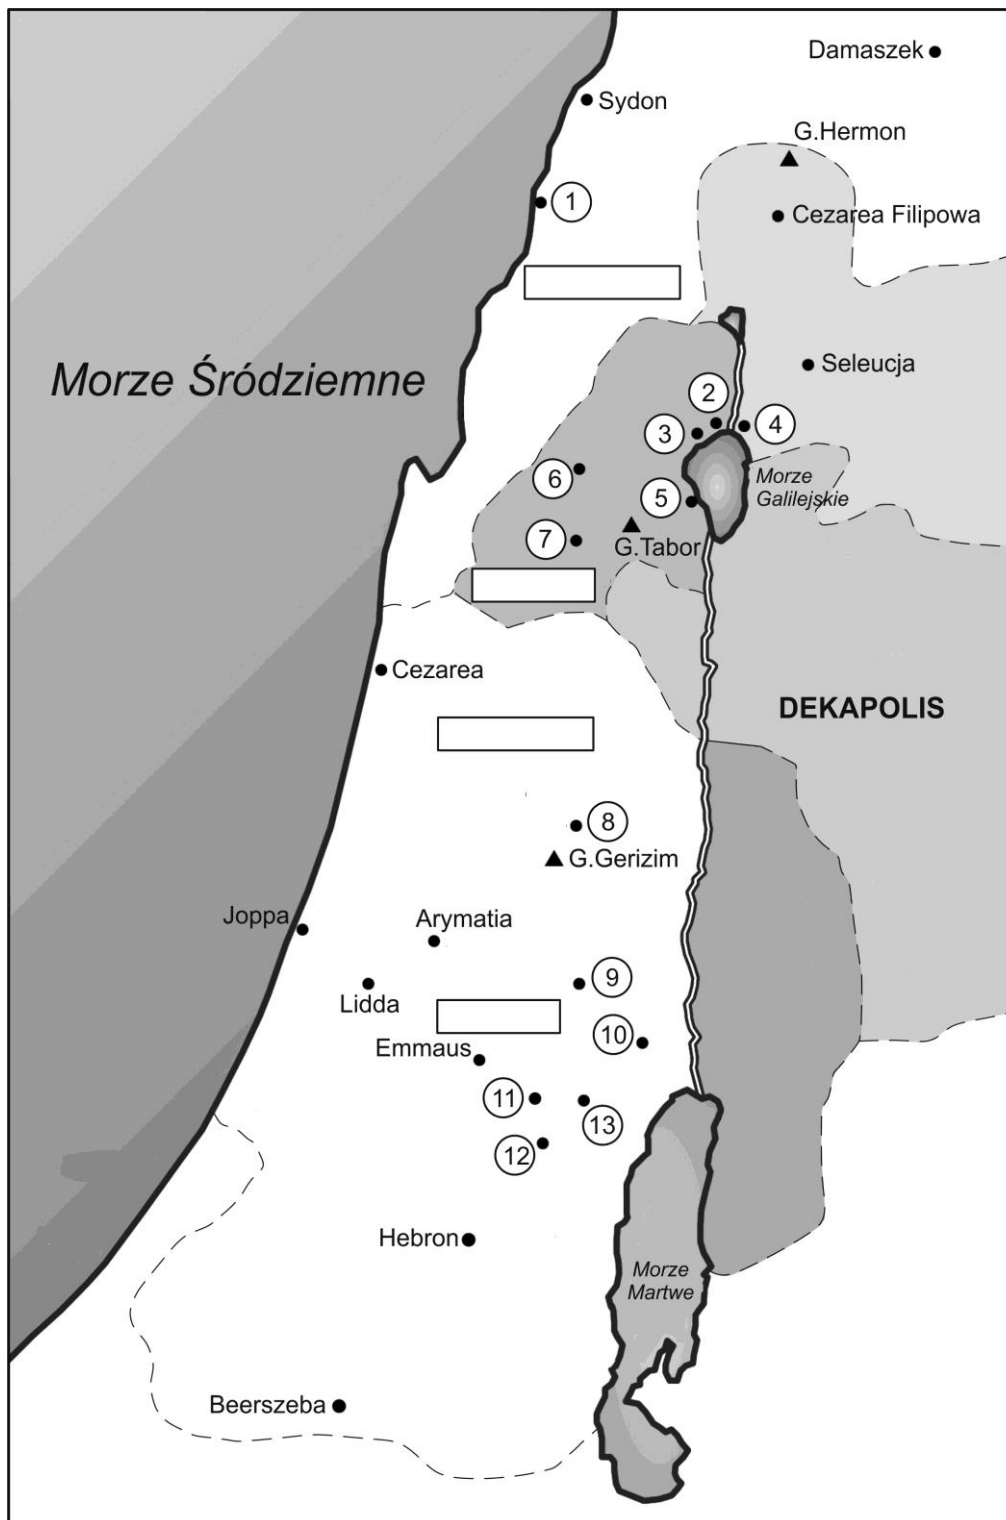 Damaszek
Sydon
G.Hermon
1
Cezarea Filipowa
Morze Śródziemne
Seleucja
2
3
4
6
Morze
Galilejskie
5
7
G.Tabor
Cezarea
DEKAPOLIS
8
G.Gerizim
Joppa
Arymatia
9
Lidda
10
Emmaus
11
13
12
Hebron
Morze
Martwe
Beerszeba